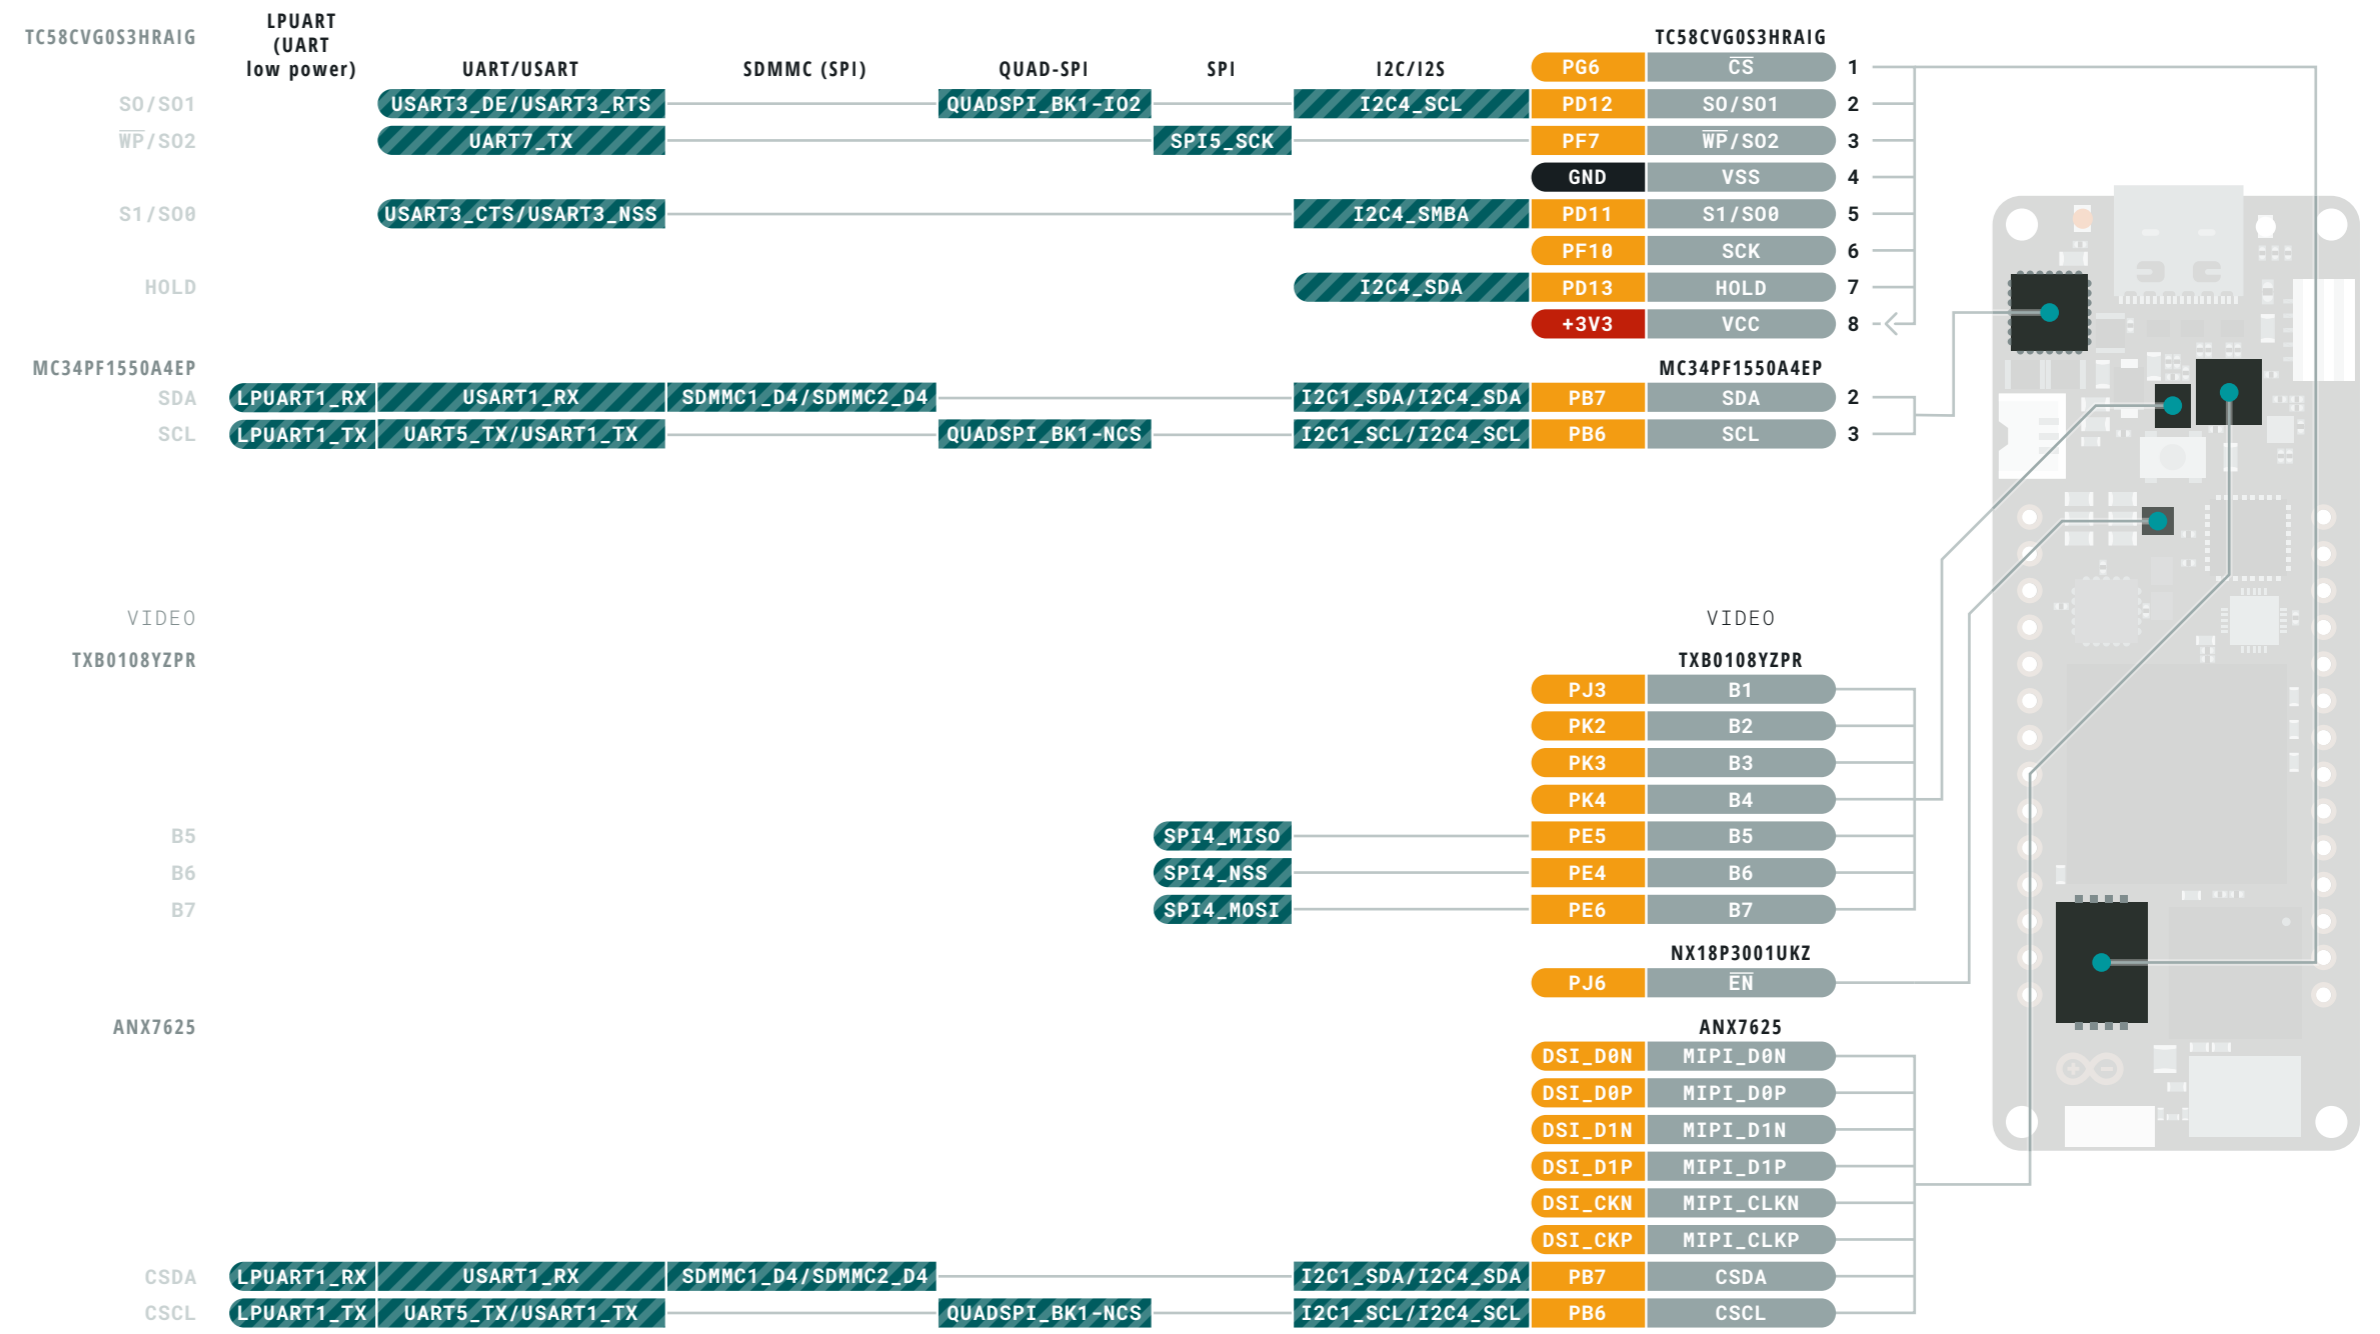 TC58CVG0S3HRAIG LPUART (UART low power) UART/USART SDMMC (SPI) QUAD-SPI SPI I2C/I2S TC58CVG0S3HRAIG
PG6 CS 1
SO/SO1 USART3_DE/USART3_RTS QUADSPI_BK1-IO2 I2C4_SCL PD12 SO/SO1 2
WP/SO2 UART7_TX SPI5_SCK PF7 WP/SO2 3
GND VSS 4
S1/SO0 USART3_CTS/USART3_NSS I2C4_SMBA PD11 S1/SO0 5
PF10 SCK 6
HOLD I2C4_SDA PD13 HOLD 7
+3V3 VCC 8
MC34PF1550A4EP MC34PF1550A4EP
SDA LPUART1_RX USART1_RX SDMMC1_D4/SDMMC2_D4 I2C1_SDA/I2C4_SDA PB7 SDA 2
SCL LPUART1_TX UART5_TX/USART1_TX QUADSPI_BK1-NCS I2C1_SCL/I2C4_SCL PB6 SCL 3
VIDEO VIDEO
TXB0108YZPR TXB0108YZPR
PJ3 B1
PK2 B2
PK3 B3
PK4 B4
B5 SPI4_MISO PE5 B5
B6 SPI4_NSS PE4 B6
B7 SPI4_MOSI PE6 B7
NX18P3001UKZ
PJ6 EN
ANX7625 ANX7625
DSI_D0N MIPI_D0N
DSI_D0P MIPI_D0P
DSI_D1N MIPI_D1N
DSI_D1P MIPI_D1P
DSI_CKN MIPI_CLKN
DSI_CKP MIPI_CLKP
CSDA LPUART1_RX USART1_RX SDMMC1_D4/SDMMC2_D4 I2C1_SDA/I2C4_SDA PB7 CSDA
CSCL LPUART1_TX UART5_TX/USART1_TX QUADSPI_BK1-NCS I2C1_SCL/I2C4_SCL PB6 CSCL